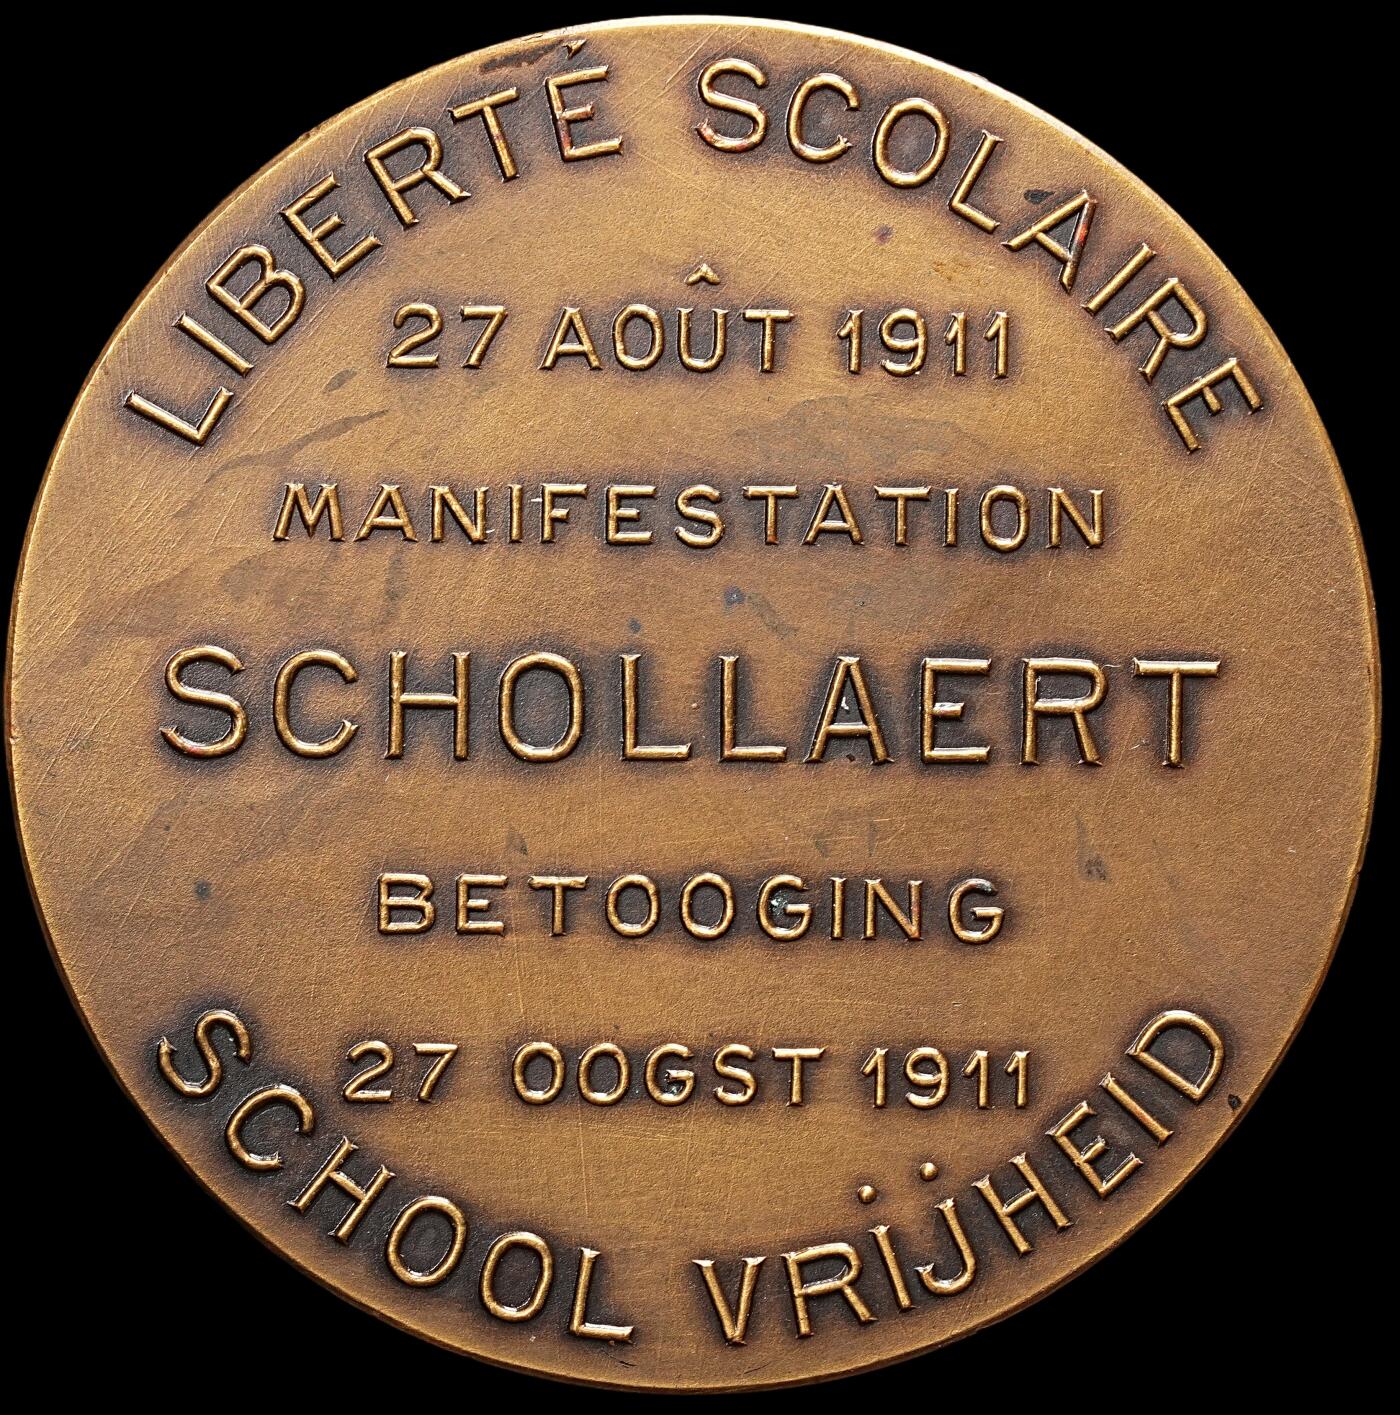 LIBERTÉ SCOLAIRE
27 AOÛT 1911
MANIFESTATION
SCHOLLAERT
BETOOGING
27 OOGST 1911
SCHOOL VRIJHEID